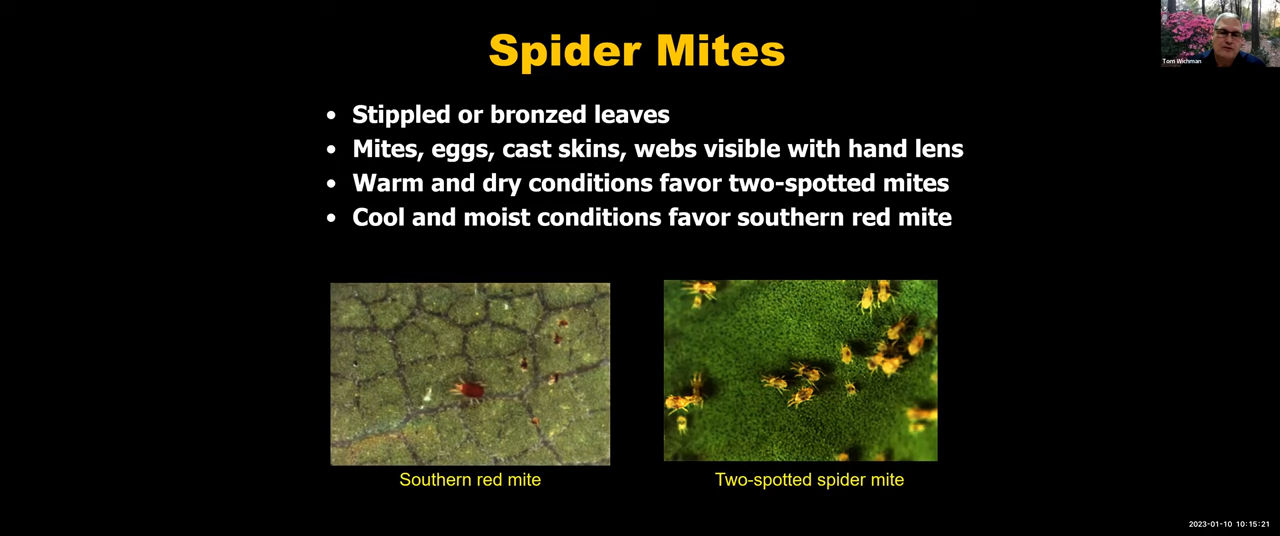 Spider Mites
Tom Wichman
• Stippled or bronzed leaves
• Mites, eggs, cast skins, webs visible with hand lens
• Warm and dry conditions favor two-spotted mites
• Cool and moist conditions favor southern red mite
Southern red mite
Two-spotted spider mite
2023-01-10 10:15:21